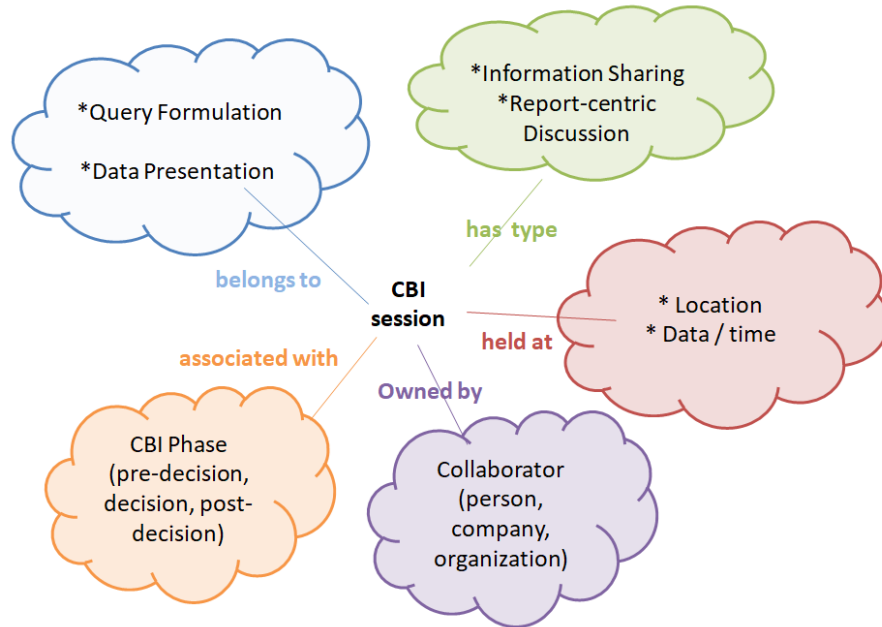 *Query Formulation
*Data Presentation
*Information Sharing
*Report-centric
Discussion
has type
belongs to
CBI
session
* Location
* Data / time
held at
associated with
Owned by
CBI Phase
(pre-decision,
decision, post-
decision)
Collaborator
(person,
company,
organization)